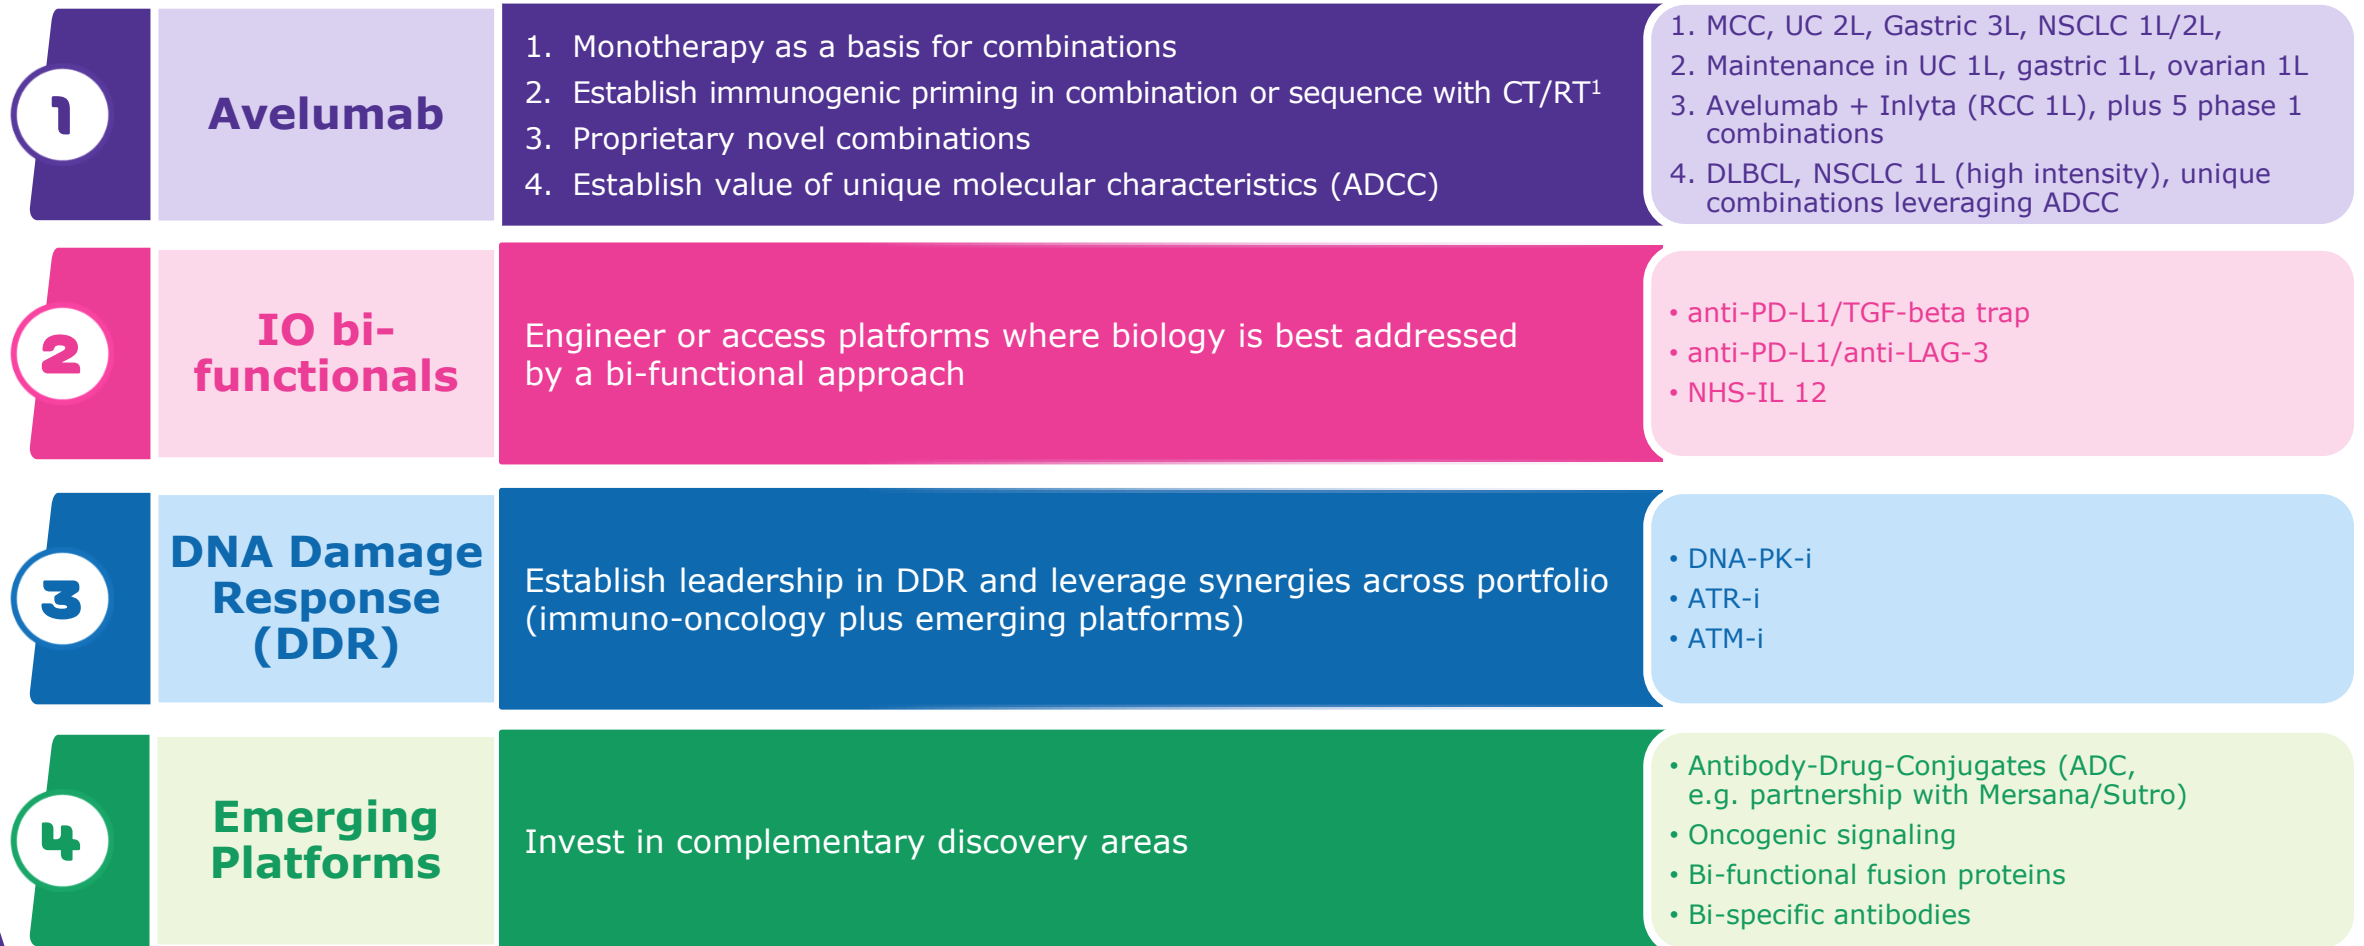 1
Avelumab
1. Monotherapy as a basis for combinations
2. Establish immunogenic priming in combination or sequence with CT/RT¹
3. Proprietary novel combinations
4. Establish value of unique molecular characteristics (ADCC)
1. MCC, UC 2L, Gastric 3L, NSCLC 1L/2L,
2. Maintenance in UC 1L, gastric 1L, ovarian 1L
3. Avelumab + Inlyta (RCC 1L), plus 5 phase 1
combinations
4. DLBCL, NSCLC 1L (high intensity), unique
combinations leveraging ADCC
2
IO bi-
functionals
Engineer or access platforms where biology is best addressed
by a bi-functional approach
• anti-PD-L1/TGF-beta trap
• anti-PD-L1/anti-LAG-3
• NHS-IL 12
3
DNA Damage
Response
(DDR)
Establish leadership in DDR and leverage synergies across portfolio
(immuno-oncology plus emerging platforms)
• DNA-PK-i
• ATR-i
• ATM-i
4
Emerging
Platforms
Invest in complementary discovery areas
• Antibody-Drug-Conjugates (ADC,
e.g. partnership with Mersana/Sutro)
• Oncogenic signaling
• Bi-functional fusion proteins
• Bi-specific antibodies